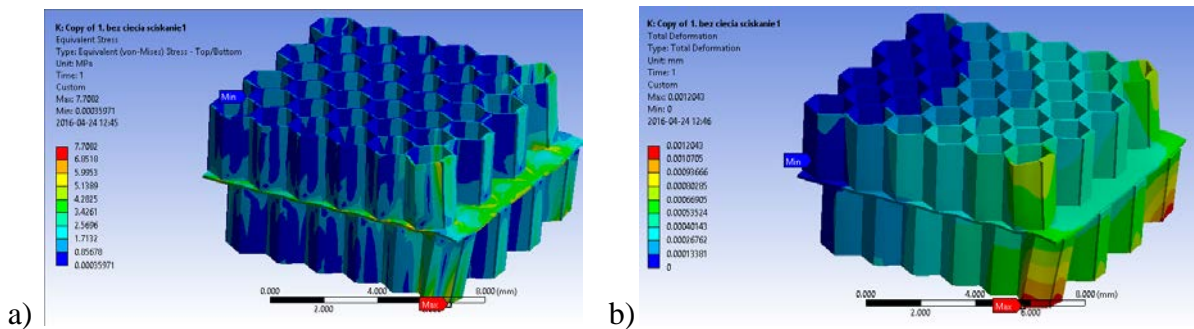 K: Copy of 1. bez ciecia sciskanie1
Equivalent Stress
Type: Equivalent (von-Mises) Stress - Top/Bottom
Unit: MPa
Time: 1
Custom
Max: 7.7082
Min: 0.00035971
2016-04-24 12:45
Min
7.7082
6.8518
5.9953
5.1389
4.2825
3.4261
2.5696
1.7132
0.85678
0.00035971
0.000
4.000
8.000 (mm)
2.000
Max
a)
K: Copy of 1. bez ciecia sciskanie1
Total Deformation
Type: Total Deformation
Unit: mm
Time: 1
Custom
Max: 0.0012043
Min: 0
2016-04-24 12:46
Min
0.0012043
0.0010705
0.00093666
0.00080285
0.00066905
0.00053524
0.00040143
0.00026762
0.00013381
0
0.000
4.000
8.000 (mm)
2.000
6.000
Max
b)